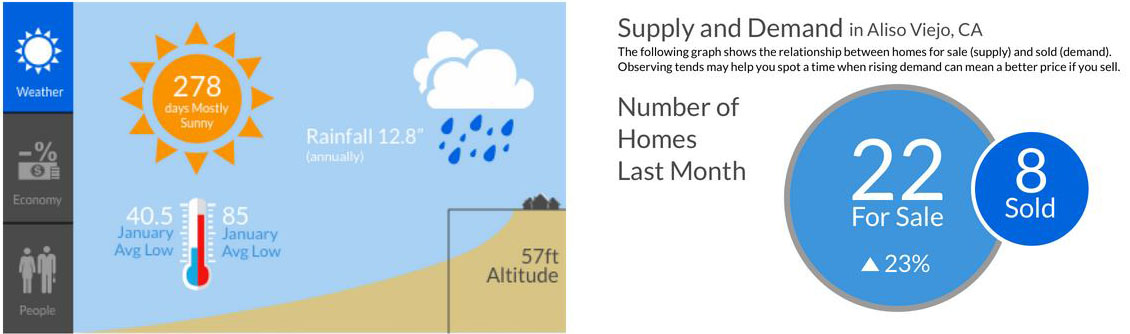 Weather
-%
$
Economy
People
278
days Mostly
Sunny
Rainfall 12.8"
(annually)
40.5
January
Avg Low
85
January
Avg Low
57ft
Altitude
Supply and Demand in Aliso Viejo, CA
The following graph shows the relationship between homes for sale (supply) and sold (demand).
Observing tends may help you spot a time when rising demand can mean a better price if you sell.
Number of
Homes
Last Month
22
For Sale
▲ 23%
8
Sold